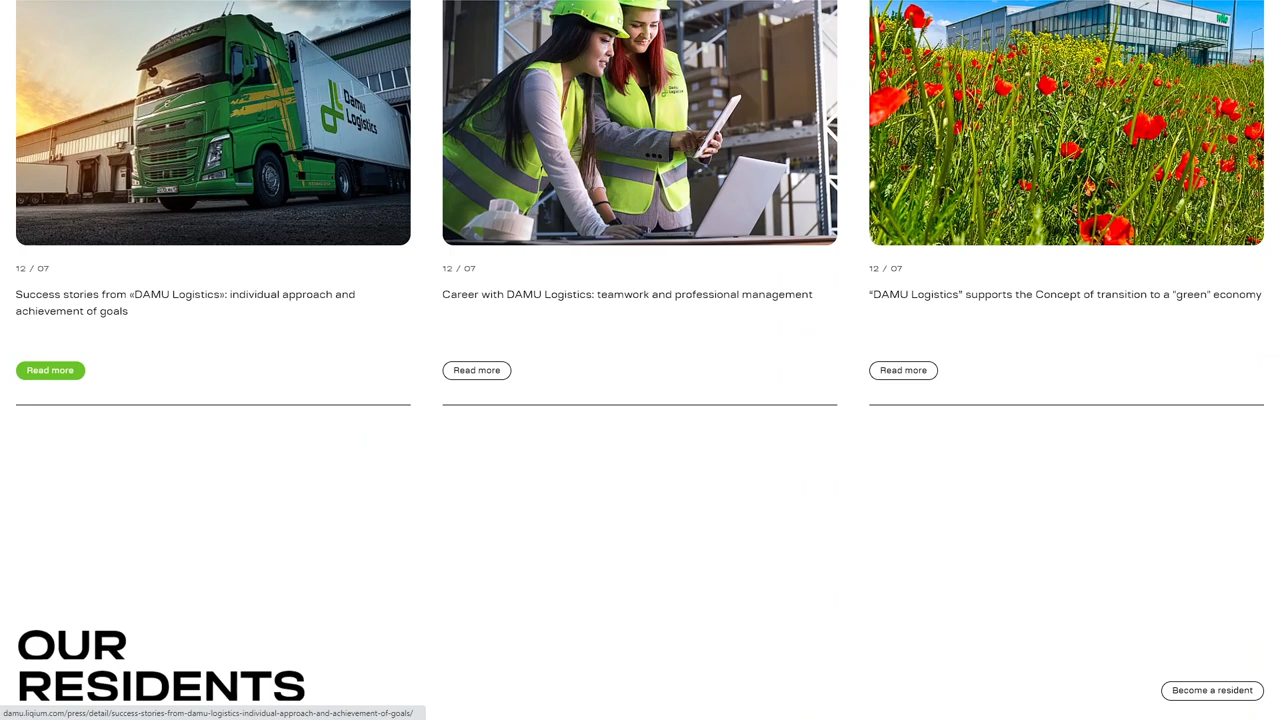 Damu
Logistics
Damu
Logistics
12 / 07
Success stories from «DAMU Logistics»: individual approach and
achievement of goals
Read more
12 / 07
Career with DAMU Logistics: teamwork and professional management
Read more
12 / 07
“DAMU Logistics” supports the Concept of transition to a "green" economy
Read more
OUR
RESIDENTS
Become a resident
damu.liqium.com/press/detail/success-stories-from-damu-logistics-individual-approach-and-achievement-of-goals/